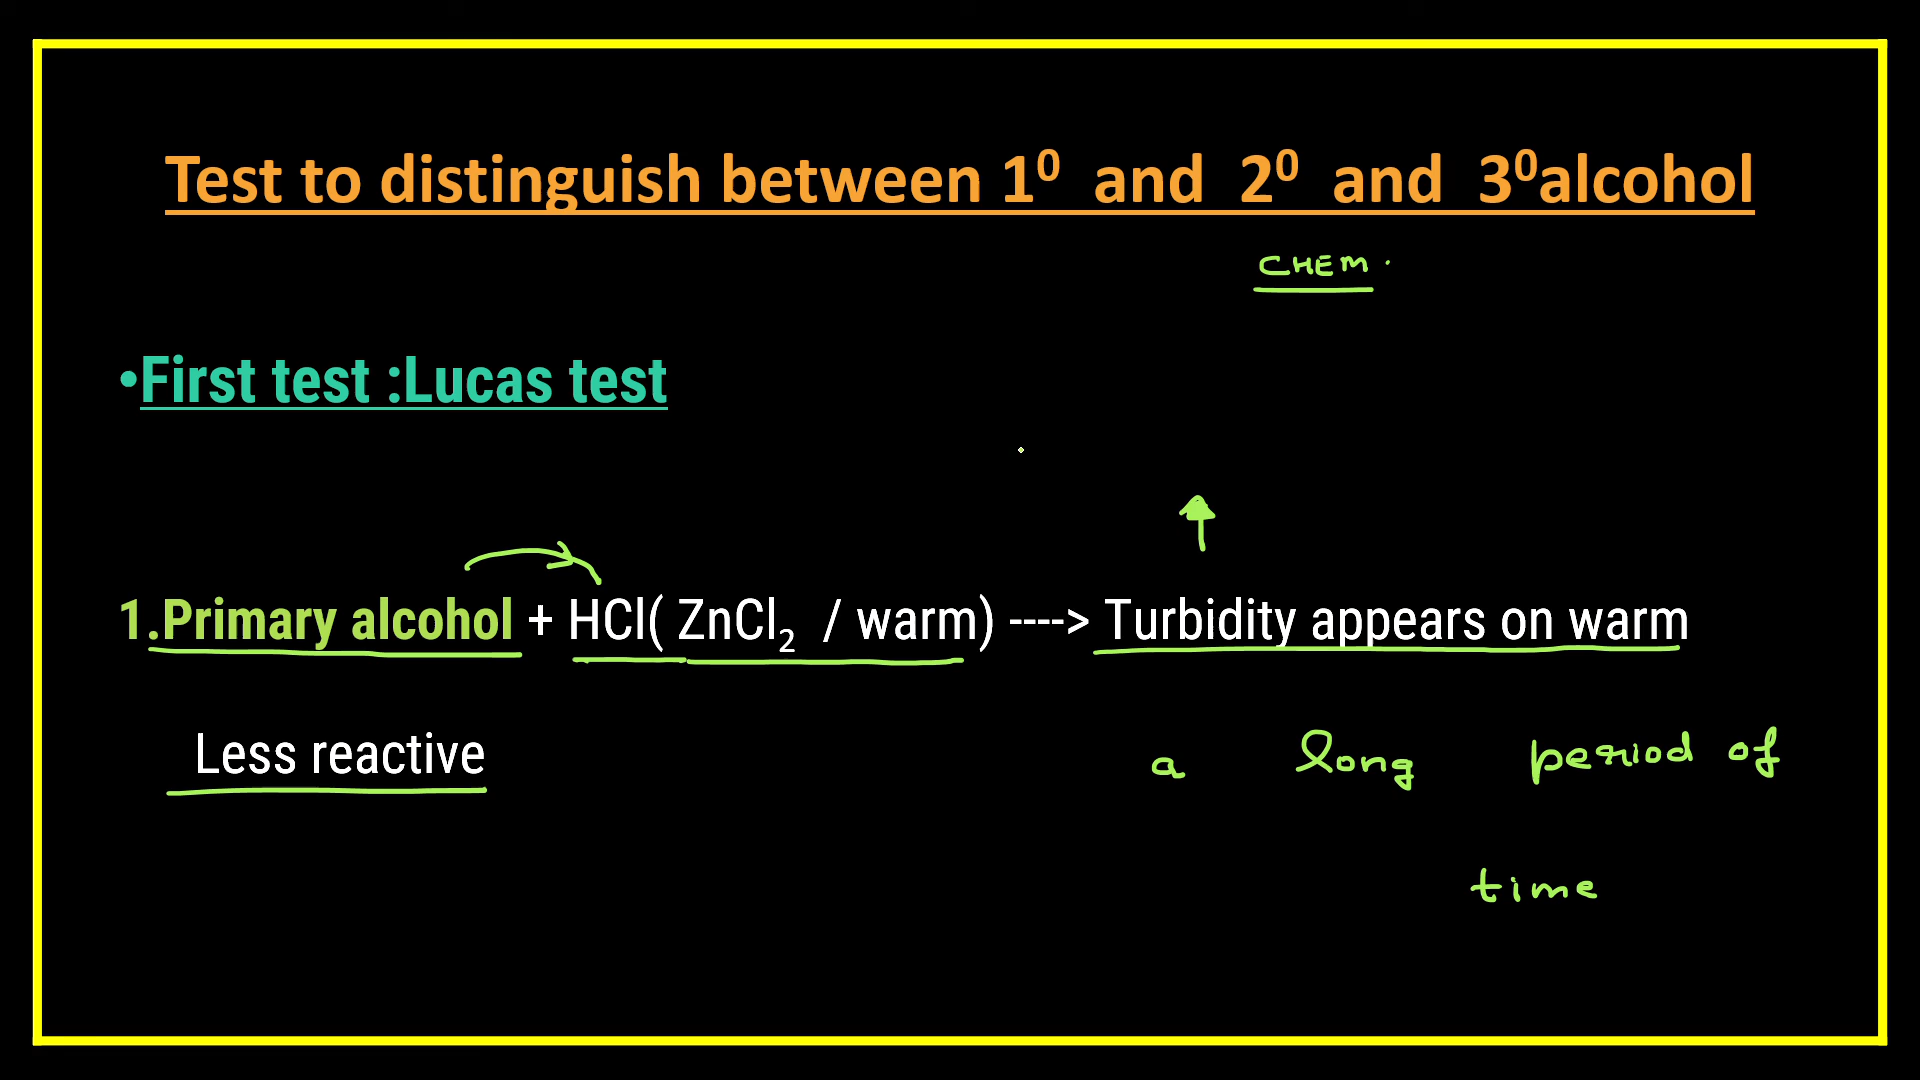 Test to distinguish between 1⁰ and 2⁰ and 3⁰alcohol
CHEM.
•First test :Lucas test
1.Primary alcohol + HCl( ZnCl₂ / warm) ----> Turbidity appears on warm
Less reactive
a long period of
time